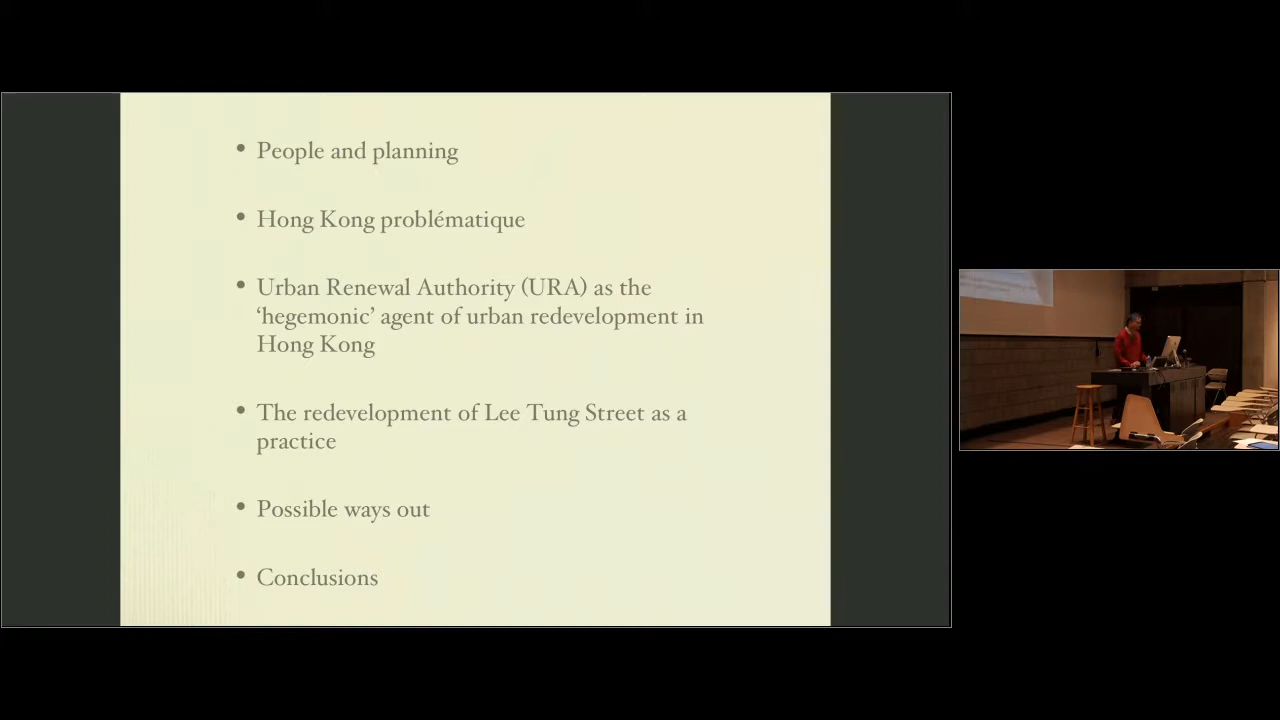 • People and planning
• Hong Kong problématique
• Urban Renewal Authority (URA) as the
‘hegemonic’ agent of urban redevelopment in
Hong Kong
• The redevelopment of Lee Tung Street as a
practice
• Possible ways out
• Conclusions